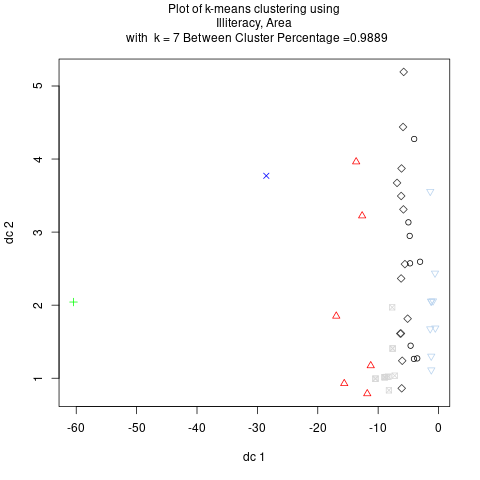 Plot of k-means clustering using
Illiteracy, Area
with k = 7 Between Cluster Percentage =0.9889
5
4
3
2
1
dc 2
-60 -50 -40 -30 -20 -10 0
dc 1